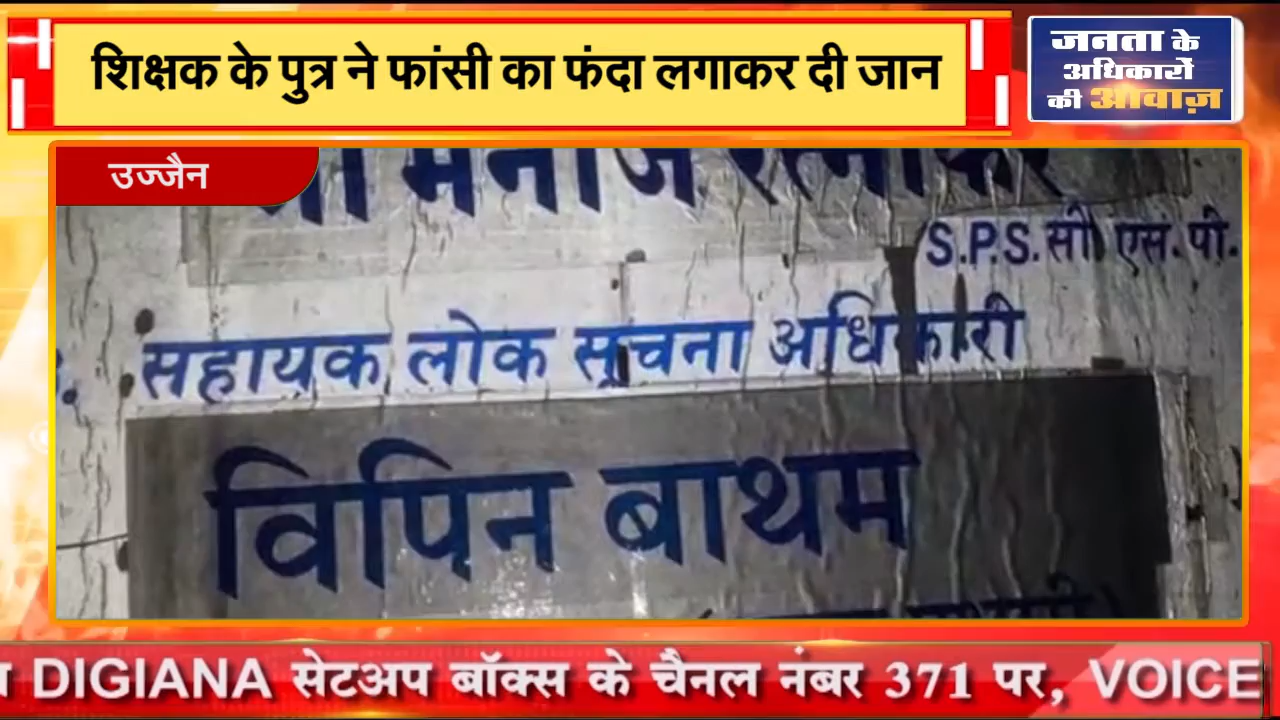 शिक्षक के पुत्र ने फांसी का फंदा लगाकर दी जान
जनता के
अधिकारों
की आवाज़
उज्जैन
S.P.S. सी एस. पी.
सहायक लोक सूचना अधिकारी
विपिन बाथम
DIGIANA सेटअप बॉक्स के चैनल नंबर 371 पर, VOICE